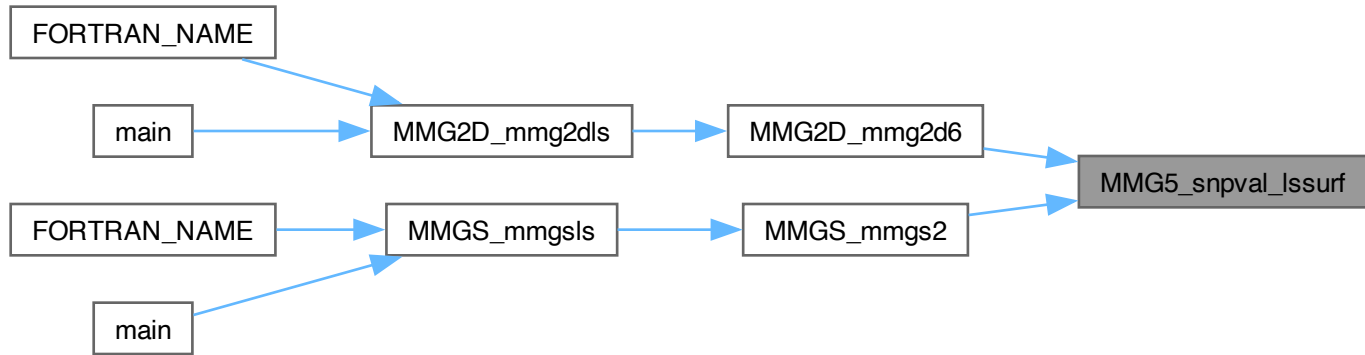 FORTRAN_NAME
main
MMG2D_mmg2dls
MMG2D_mmg2d6
MMG5_snpval_lssurf
FORTRAN_NAME
MMGS_mmgsls
MMGS_mmgs2
main